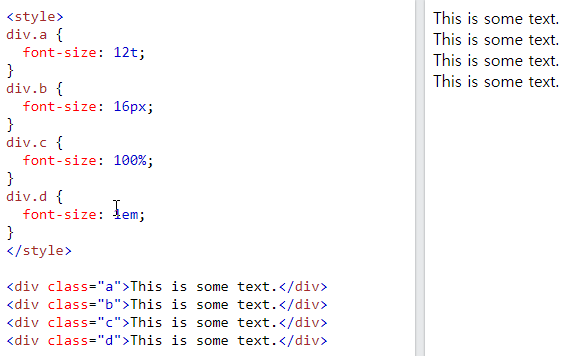 <style>
div.a {
  font-size: 12t;
}
div.b {
  font-size: 16px;
}
div.c {
  font-size: 100%;
}
div.d {
  font-size: 1em;
}
</style>

<div class="a">This is some text.</div>
<div class="b">This is some text.</div>
<div class="c">This is some text.</div>
<div class="d">This is some text.</div>
This is some text.
This is some text.
This is some text.
This is some text.